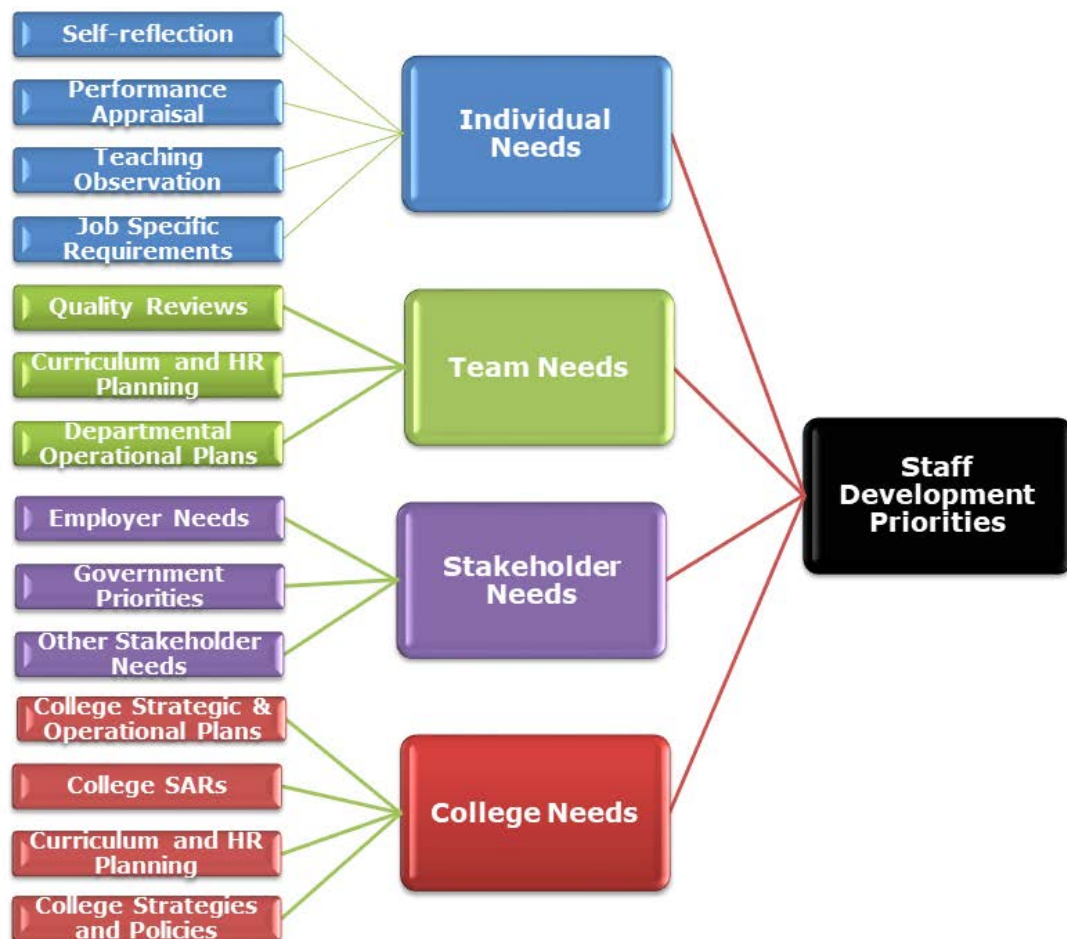 Self-reflection
Performance
Appraisal
Teaching
Observation
Job Specific
Requirements
Quality Reviews
Curriculum and HR
Planning
Departmental
Operational Plans
Employer Needs
Government
Priorities
Other Stakeholder
Needs
College Strategic &
Operational Plans
College SARs
Curriculum and HR
Planning
College Strategies
and Policies
Individual
Needs
Team Needs
Stakeholder
Needs
College Needs
Staff
Development
Priorities